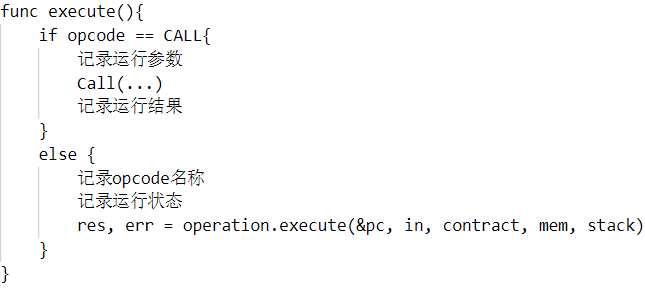 func execute(){
    if opcode == CALL{
        记录运行参数
        Call(...)
        记录运行结果
    }
    else {
        记录opcode名称
        记录运行状态
        res, err = operation.execute(&pc, in, contract, mem, stack)
    }
}